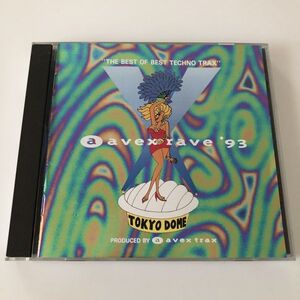 "THE BEST OF BEST TECHNO TRAX"
X
a avex rave '93
TOKYO DOME
PRODUCED BY a avex trax